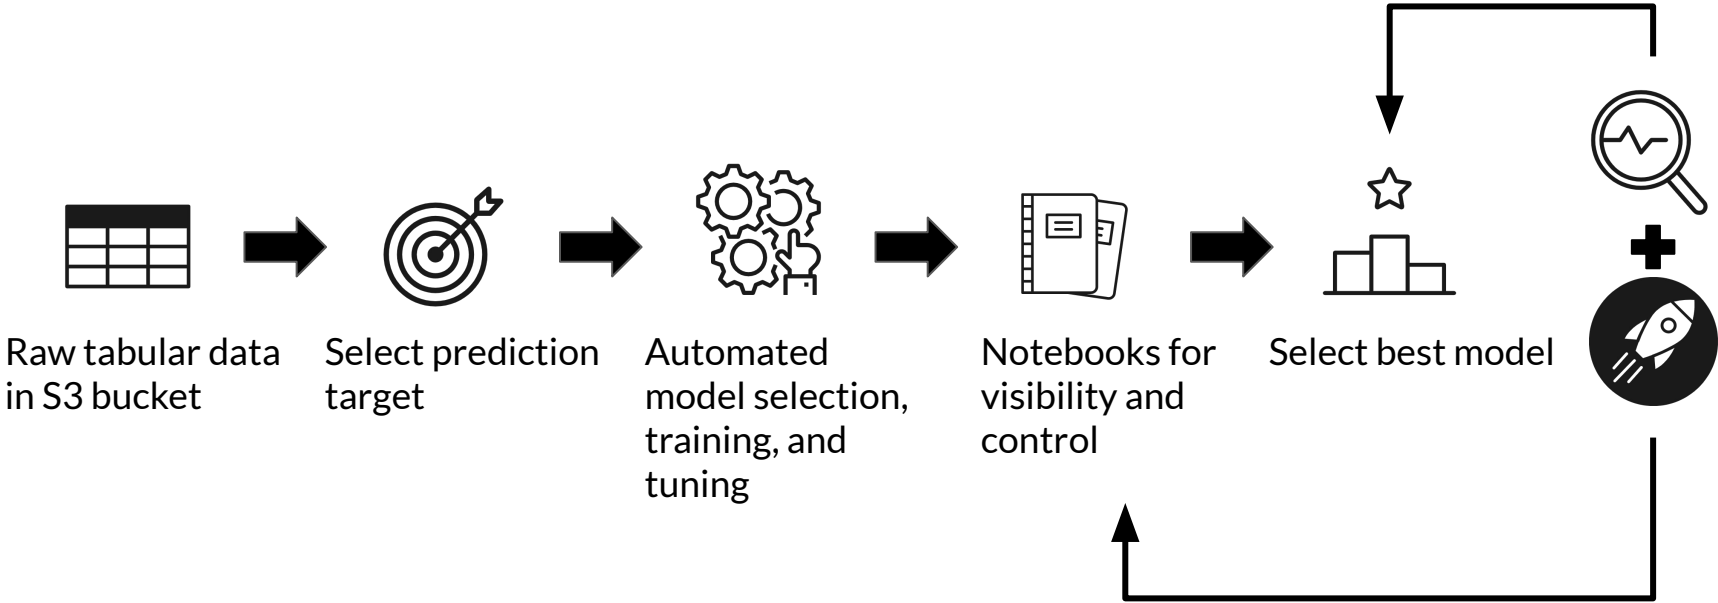 Raw tabular data
in S3 bucket
Select prediction
target
Automated
model selection,
training, and
tuning
Notebooks for
visibility and
control
Select best model